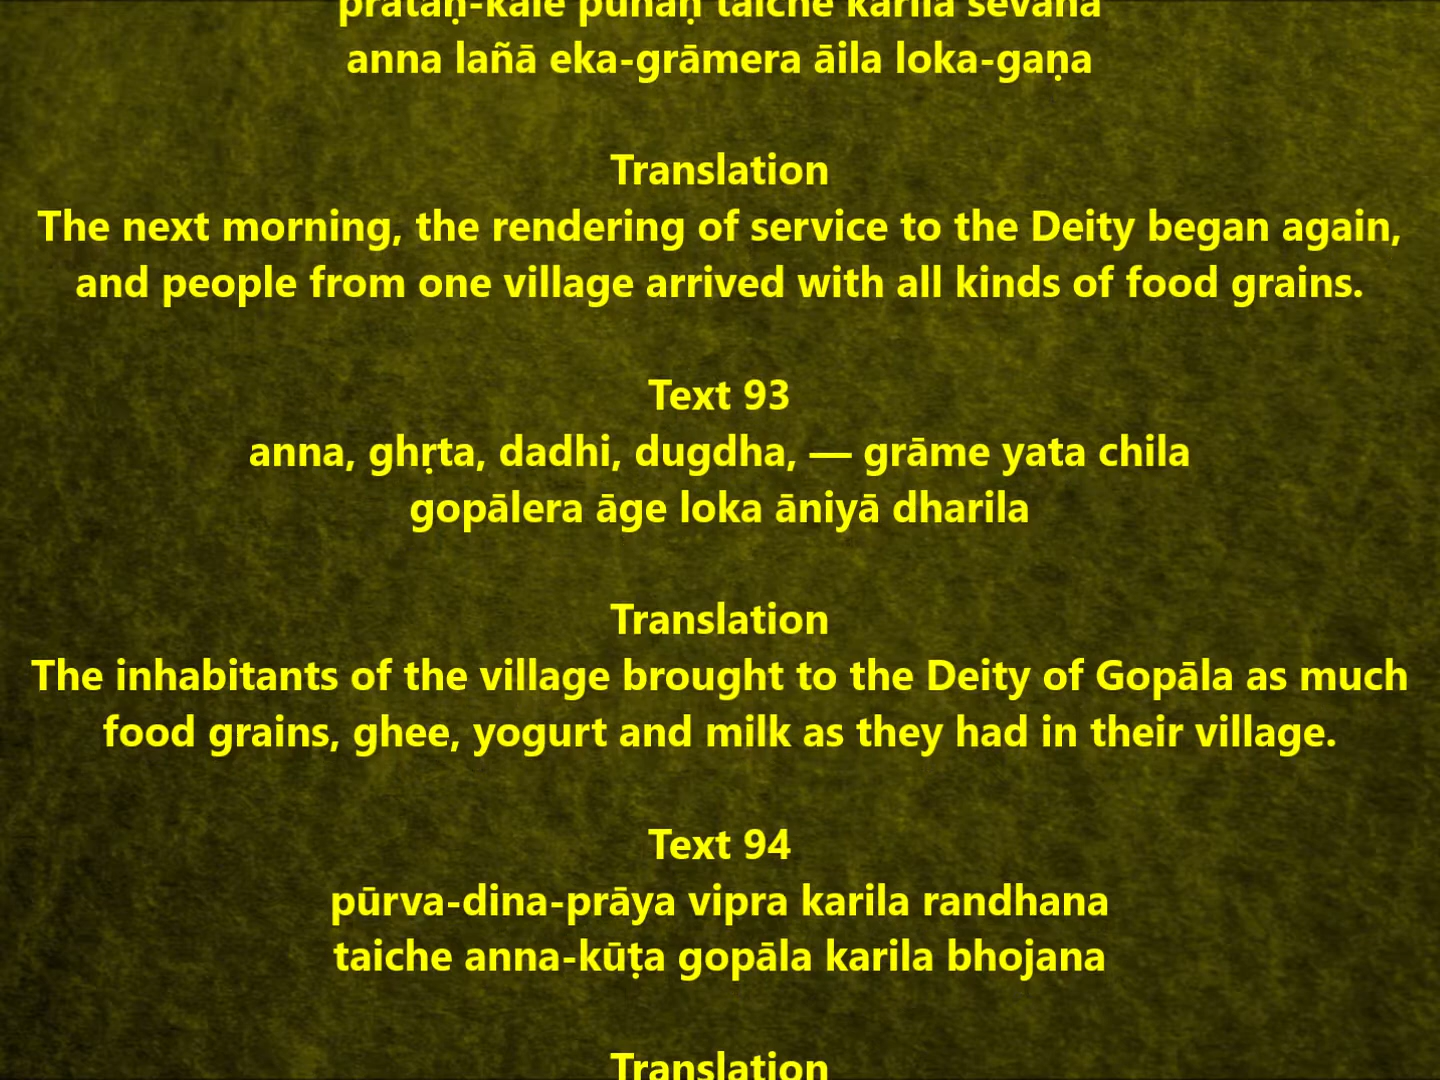 prātaḥ-kāle punaḥ taiche karila sevana
anna lañā eka-grāmera āila loka-gaṇa
Translation
The next morning, the rendering of service to the Deity began again,
and people from one village arrived with all kinds of food grains.
Text 93
anna, ghṛta, dadhi, dugdha, — grāme yata chila
gopālera āge loka āniyā dharila
Translation
The inhabitants of the village brought to the Deity of Gopāla as much
food grains, ghee, yogurt and milk as they had in their village.
Text 94
pūrva-dina-prāya vipra karila randhana
taiche anna-kūṭa gopāla karila bhojana
Translation